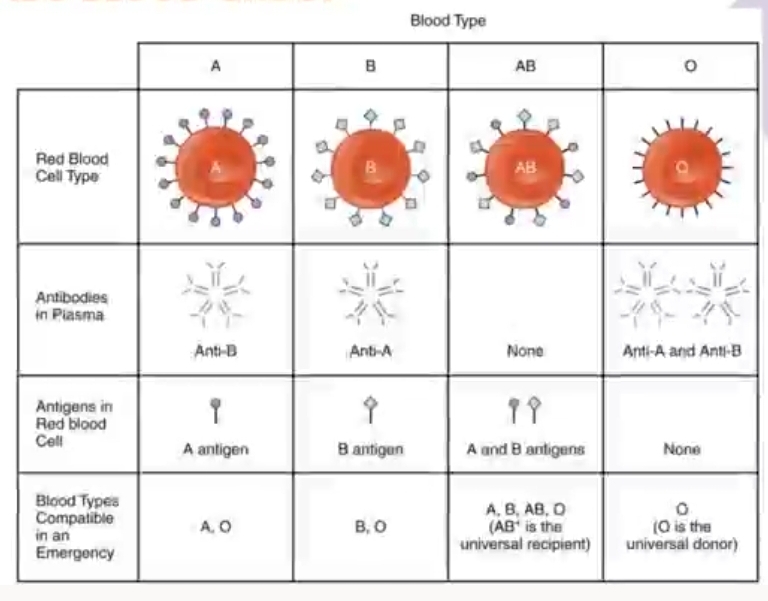 Blood Type
A B AB O
Red Blood
Cell Type
A B AB O
Antibodies
in Plasma
Anti-B Anti-A None Anti-A and Anti-B
Antigens in
Red blood
Cell
A antigen B antigen A and B antigens None
Blood Types
Compatible
in an
Emergency
A, O
B, O
A, B, AB, O
(AB⁺ is the
universal recipient)
O
(O is the
universal donor)